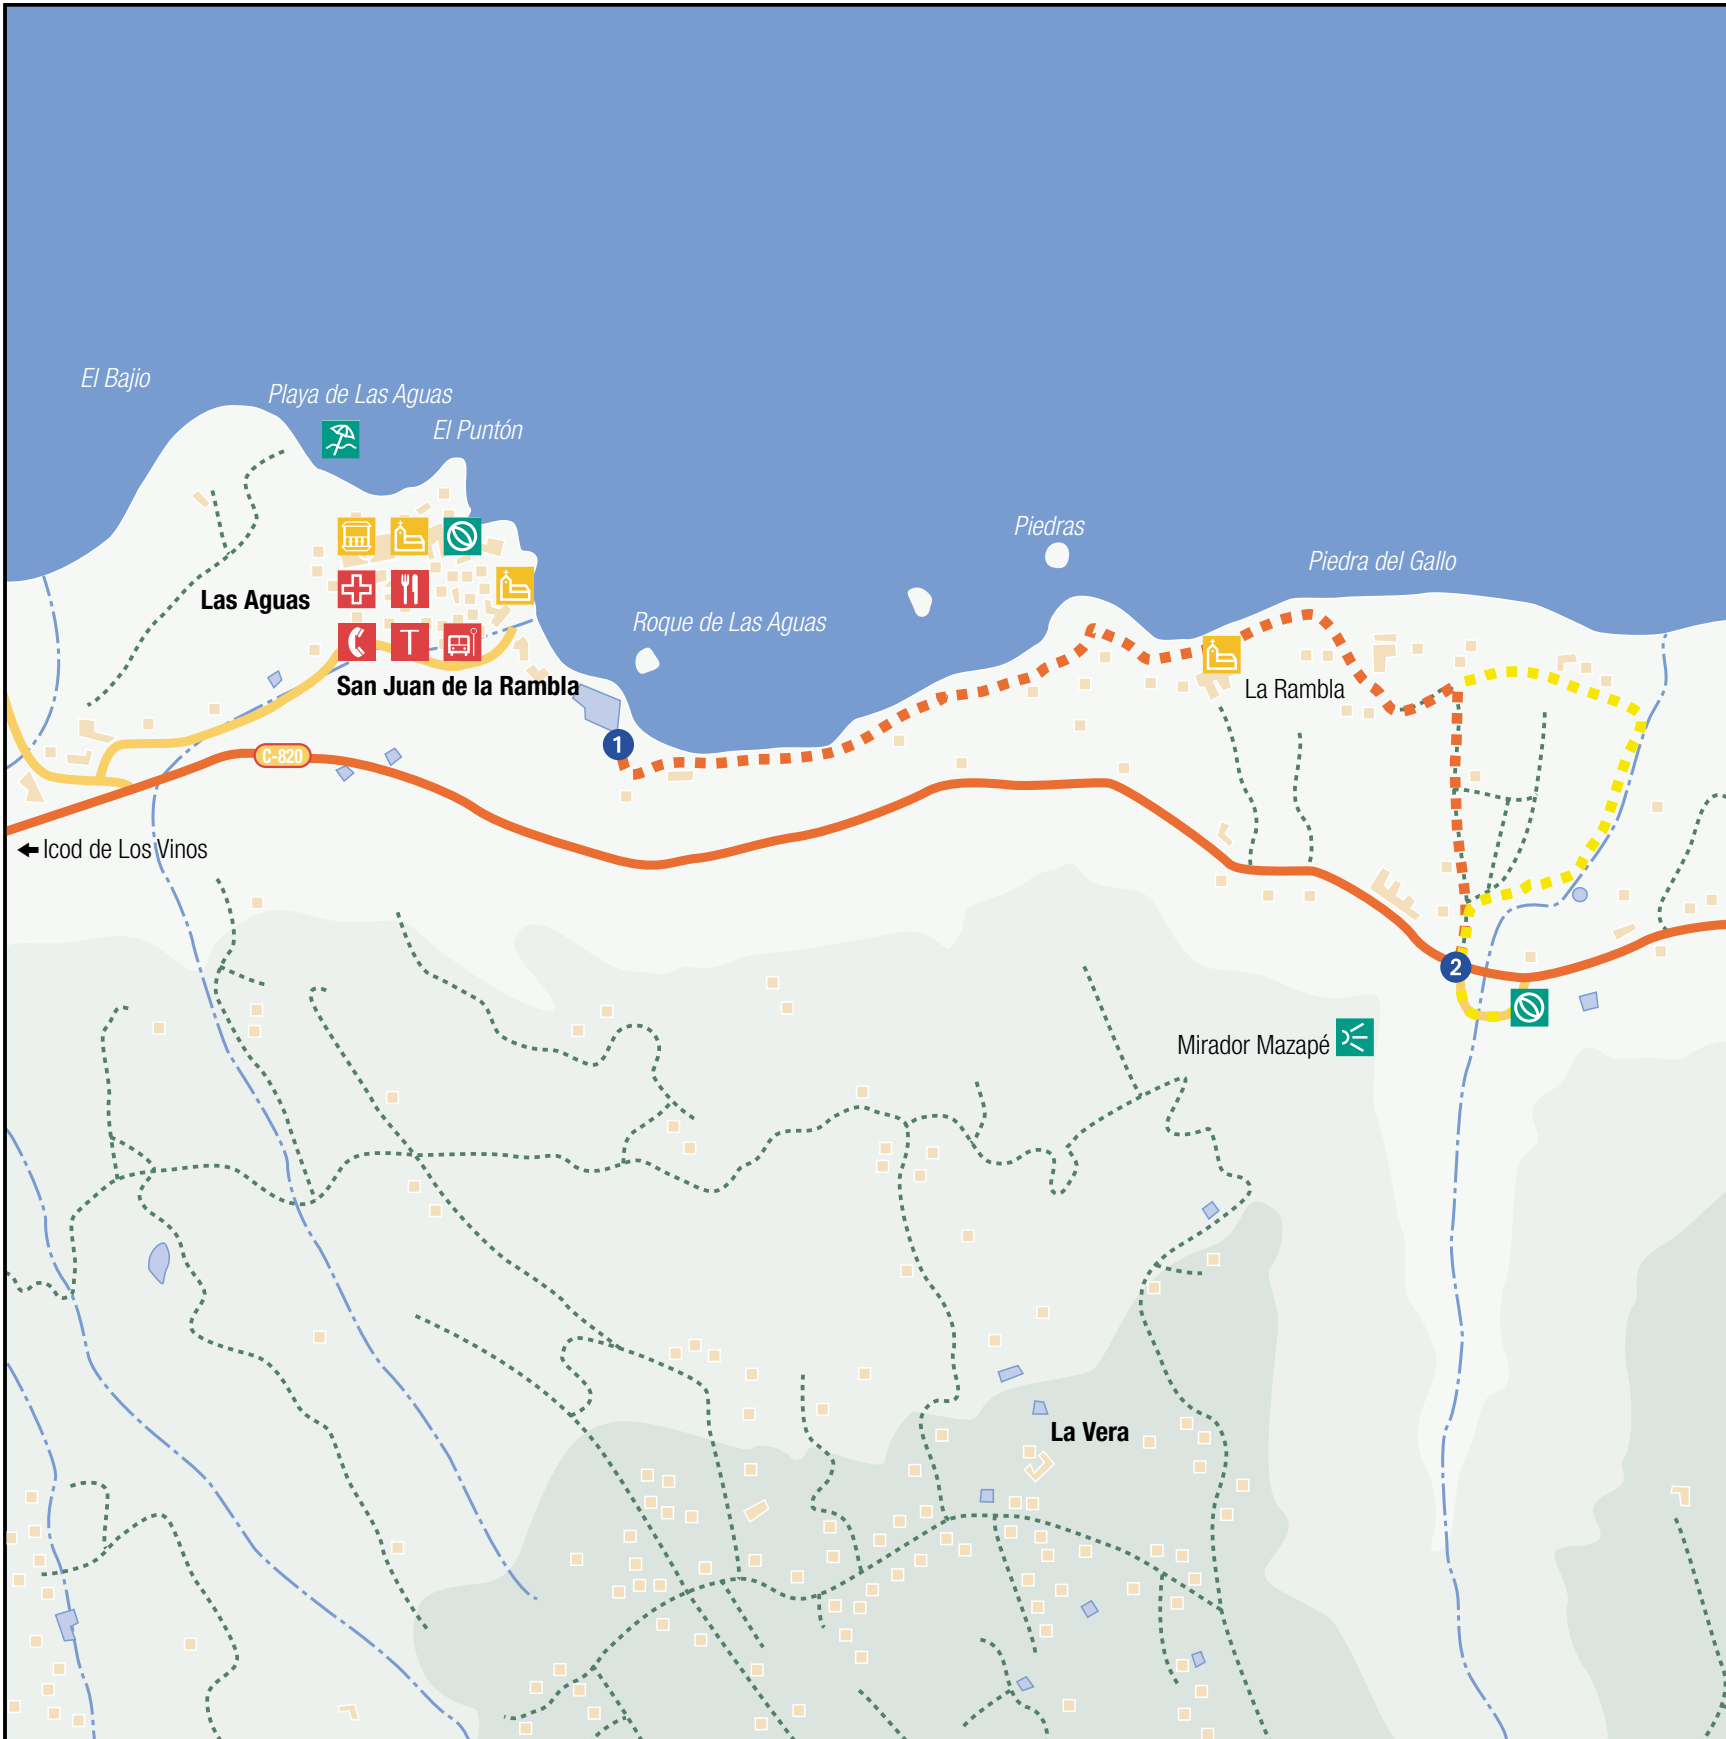 El Bajio
Playa de Las Aguas
El Puntón
Piedras
Piedra del Gallo
Las Aguas
Roque de Las Aguas
T
San Juan de la Rambla
La Rambla
1
C-820
Icod de Los Vinos
2
Mirador Mazapé
La Vera